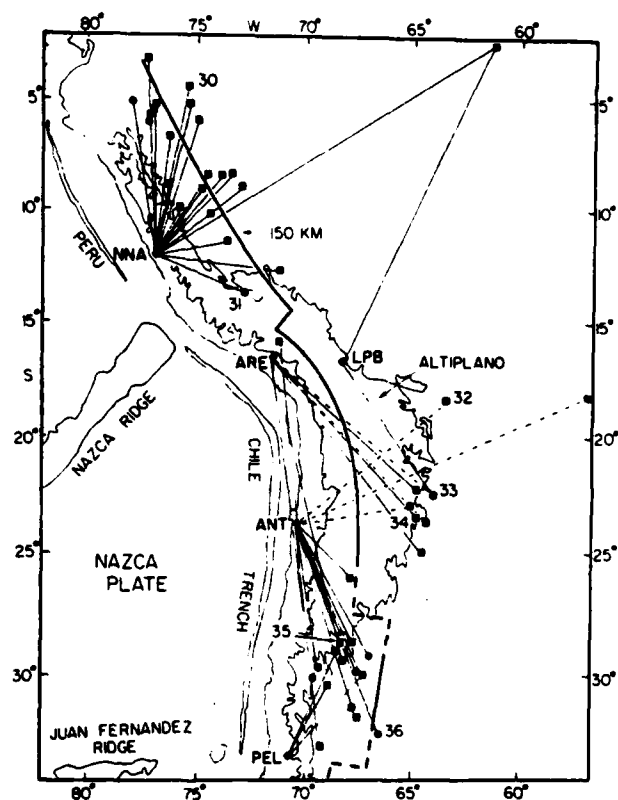 80° 75° W 70° 65° 60°
30
5° 5°
10° 10°
150 KM
PERU
NNA
31
15° 15°
S
ARE
LPB
ALTIPLANO
NAZCA RIDGE
32
20° 20°
CHILE
33
34
ANT
25° 25°
NAZCA
PLATE
TRENCH
35
30° 30°
36
JUAN FERNANDEZ
RIDGE
PEL
80° 75° 70° 65° 60°